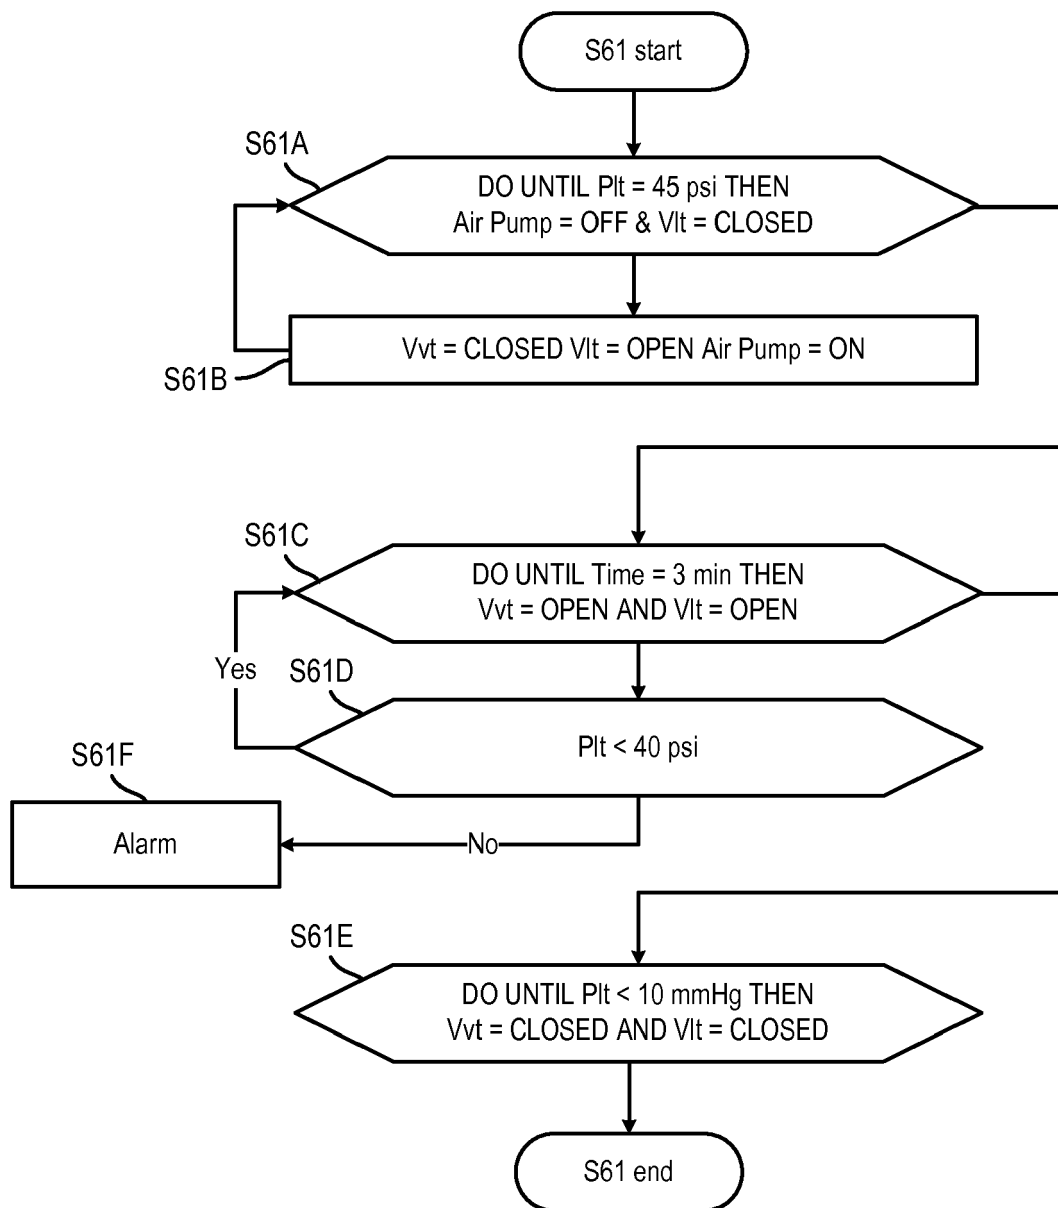 S61 start
S61A
DO UNTIL Plt = 45 psi THEN
Air Pump = OFF & Vlt = CLOSED
Vvt = CLOSED Vlt = OPEN Air Pump = ON
S61B
S61C
DO UNTIL Time = 3 min THEN
Vvt = OPEN AND Vlt = OPEN
Yes
S61D
Plt < 40 psi
S61F
Alarm
No
S61E
DO UNTIL Plt < 10 mmHg THEN
Vvt = CLOSED AND Vlt = CLOSED
S61 end